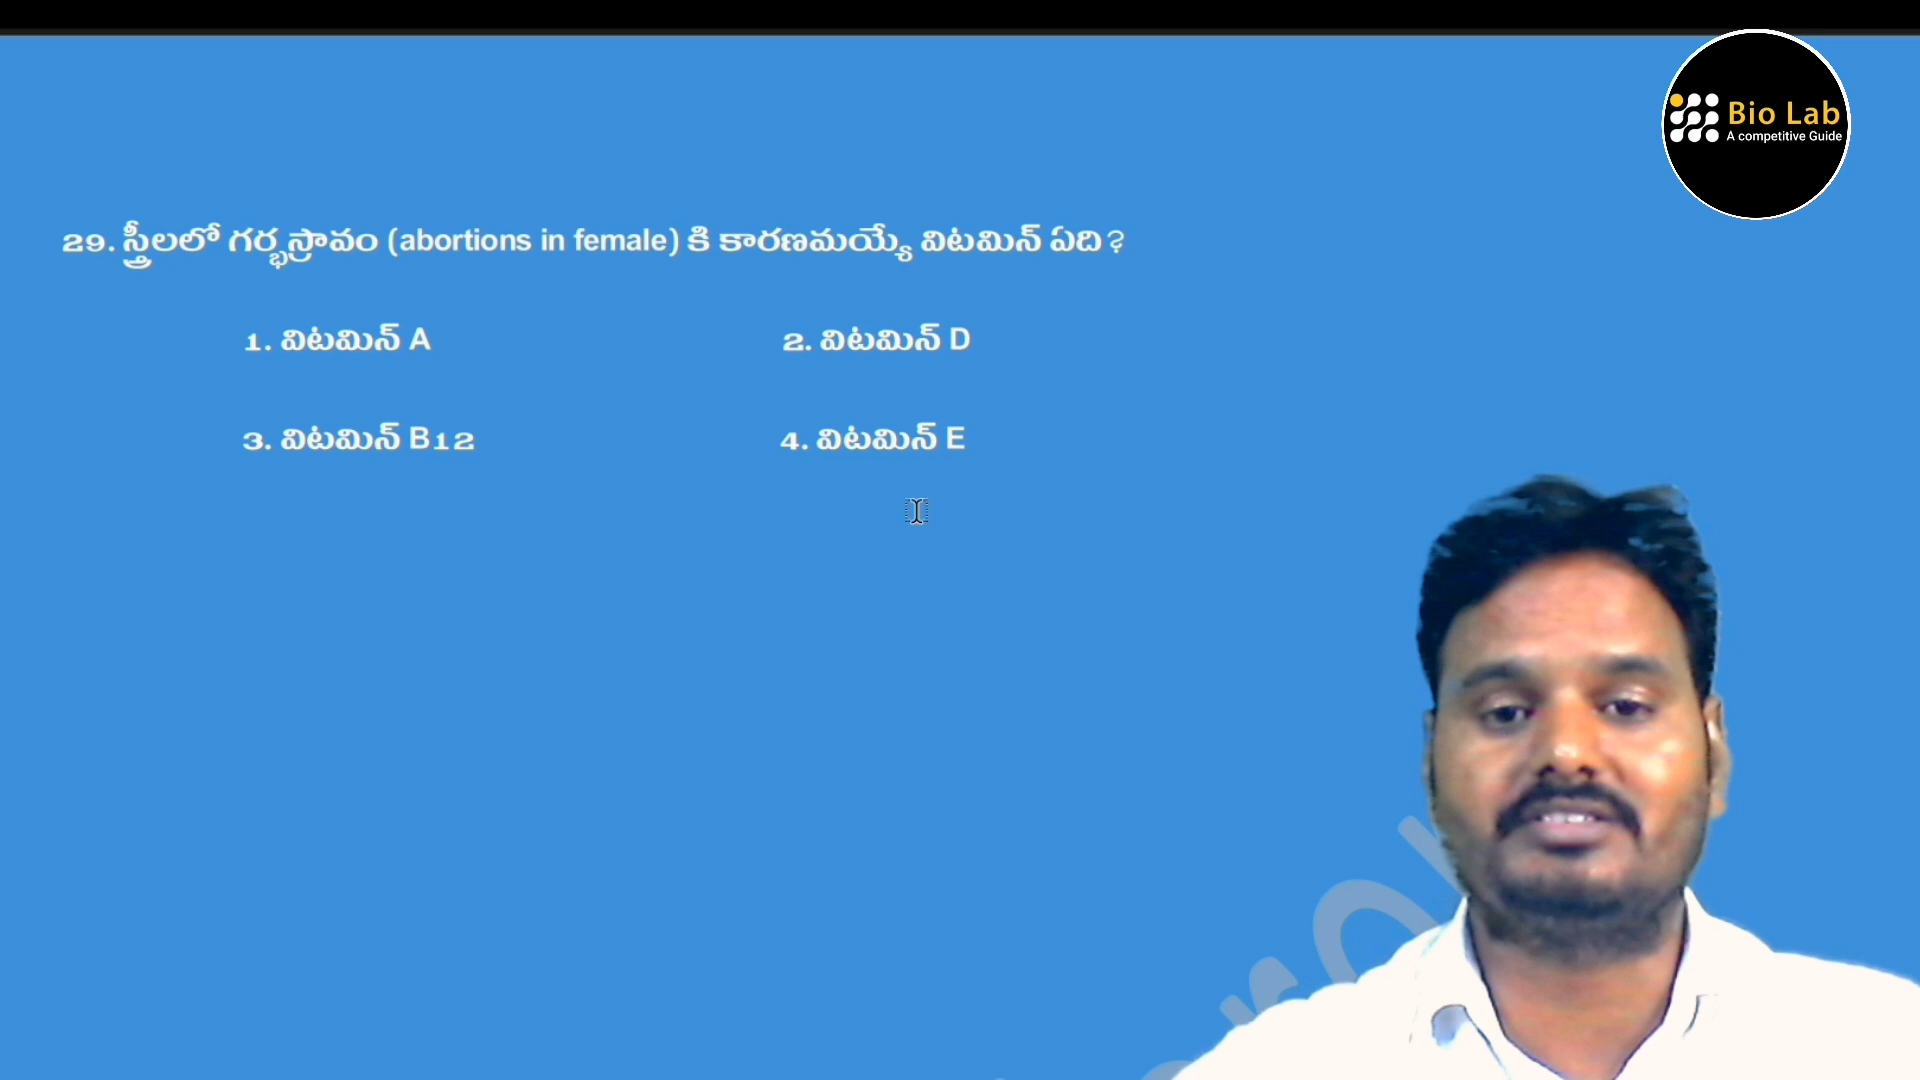 Bio Lab
A competitive Guide
29. స్త్రీలలో గర్భస్రావం (abortions in female) కి కారణమయ్యే విటమిన్ ఏది?
1. విటమిన్ A
2. విటమిన్ D
3. విటమిన్ B12
4. విటమిన్ E